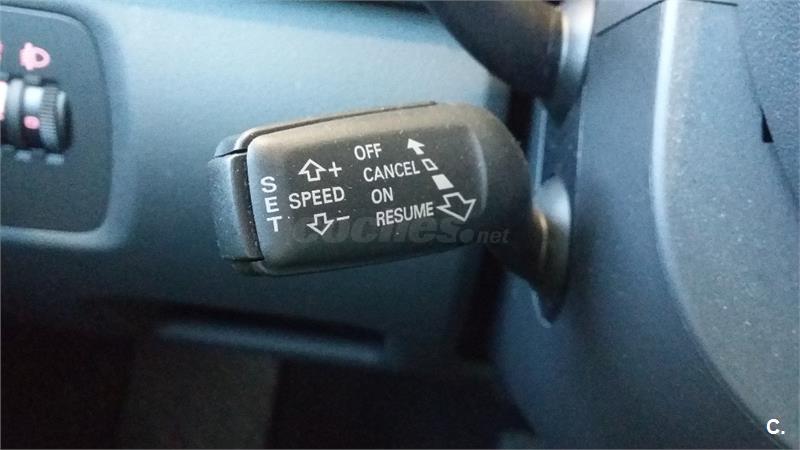 OFF
CANCEL
ON
RESUME
SET
SPEED
+
-
coches.net
C.